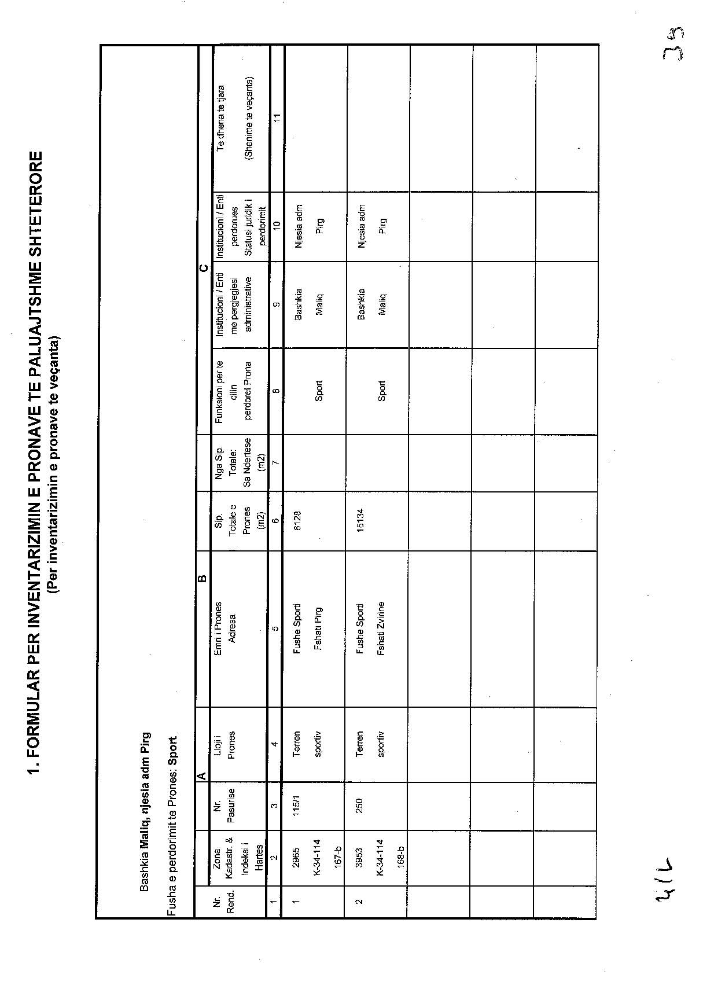 1. FORMULAR PER INVENTARIZIMIN E PRONAVE TE PALUAJTSHME SHTETERORE
(Per inventarizimin e pronave te veçanta)
Bashkia Maliq, njesia adm Pirg
Fusha e perdorimit te Prones: Sport
A B C
Nr. Rend.
Zona Kadastr. & Indeksi i Hartes
Nr. Pasurise
Lloji i Prones
Emri i Prones Adresa
Sip. Totale e Prones (m2)
Nga Sip. Totale: Sa Ndertese (m2)
Funksioni per te cilin perdoret Prona
Institucioni / Enti me pergjegjesi administrative
Institucioni / Enti perdorues Statusi juridik i perdorimit
Te dhena te tjera (Shenime te veçanta)
1 2 3 4 5 6 7 8 9 10 11
1 2965 115/1 Terren Fushe Sporti 6128 Bashkia Njesia adm
K-34-114 sportiv Fshati Pirg Sport Maliq Pirg
167-b
2 3953 250 Terren Fushe Sporti 15134 Bashkia Njesia adm
K-34-114 sportiv Fshati Zvirine Sport Maliq Pirg
168-b